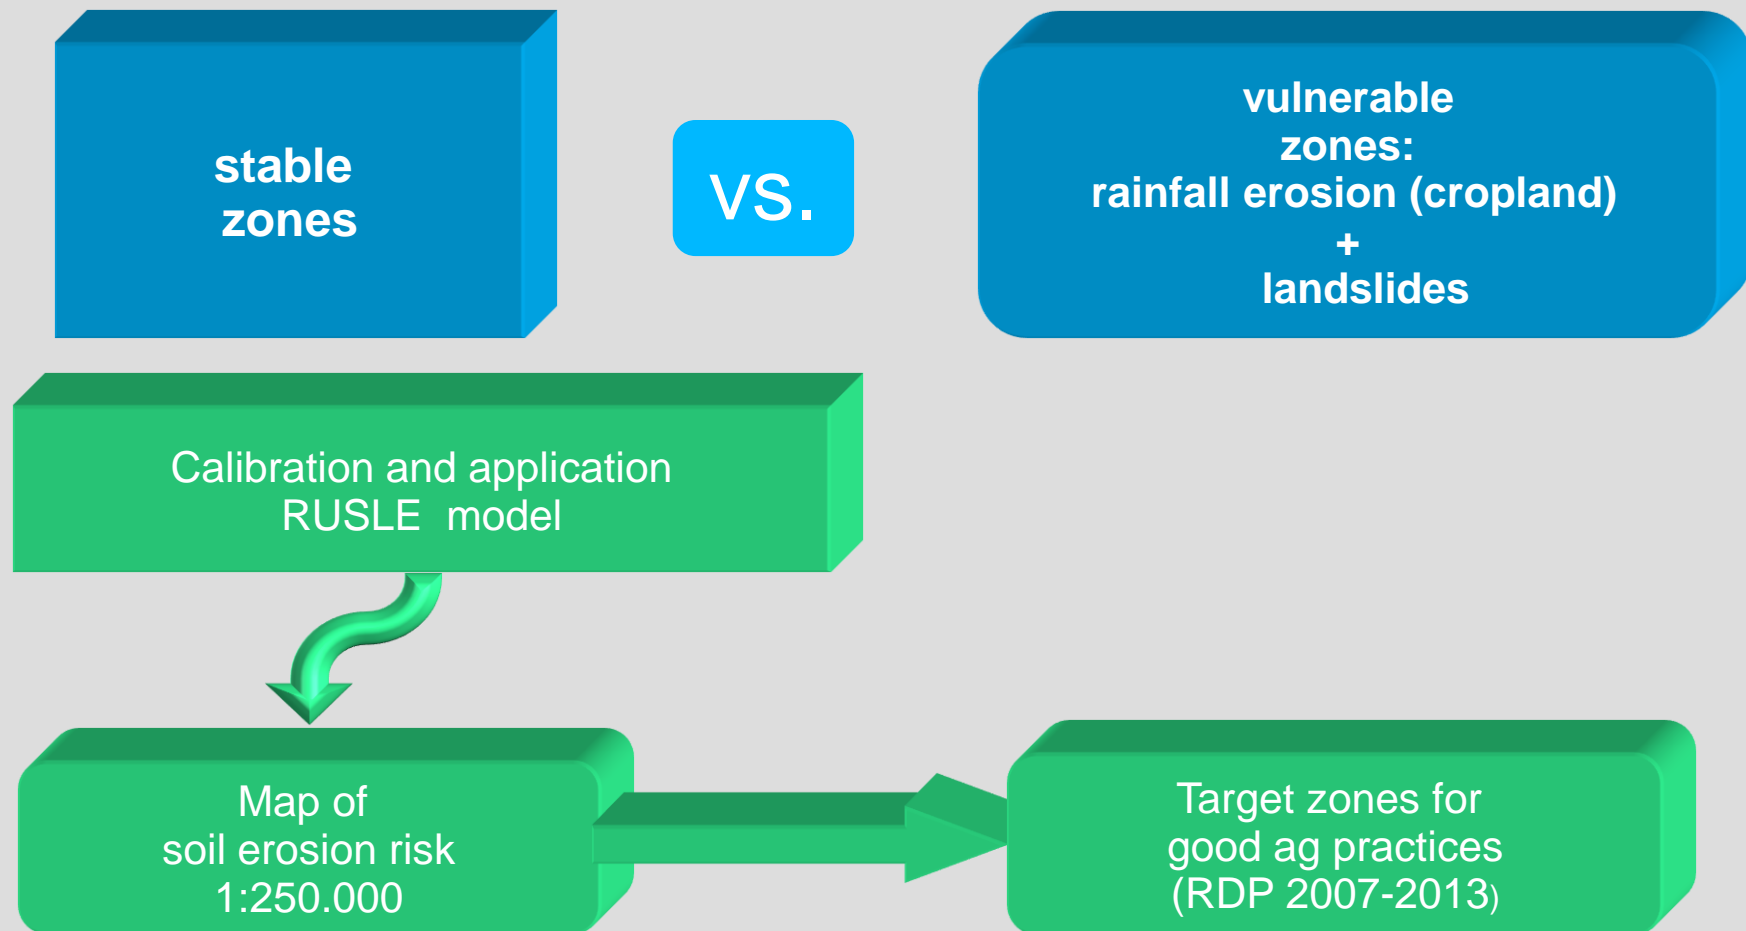 stable
zones
vs.
vulnerable
zones:
rainfall erosion (cropland)
+
landslides
Calibration and application
RUSLE model
Map of
soil erosion risk
1:250.000
Target zones for
good ag practices
(RDP 2007-2013)